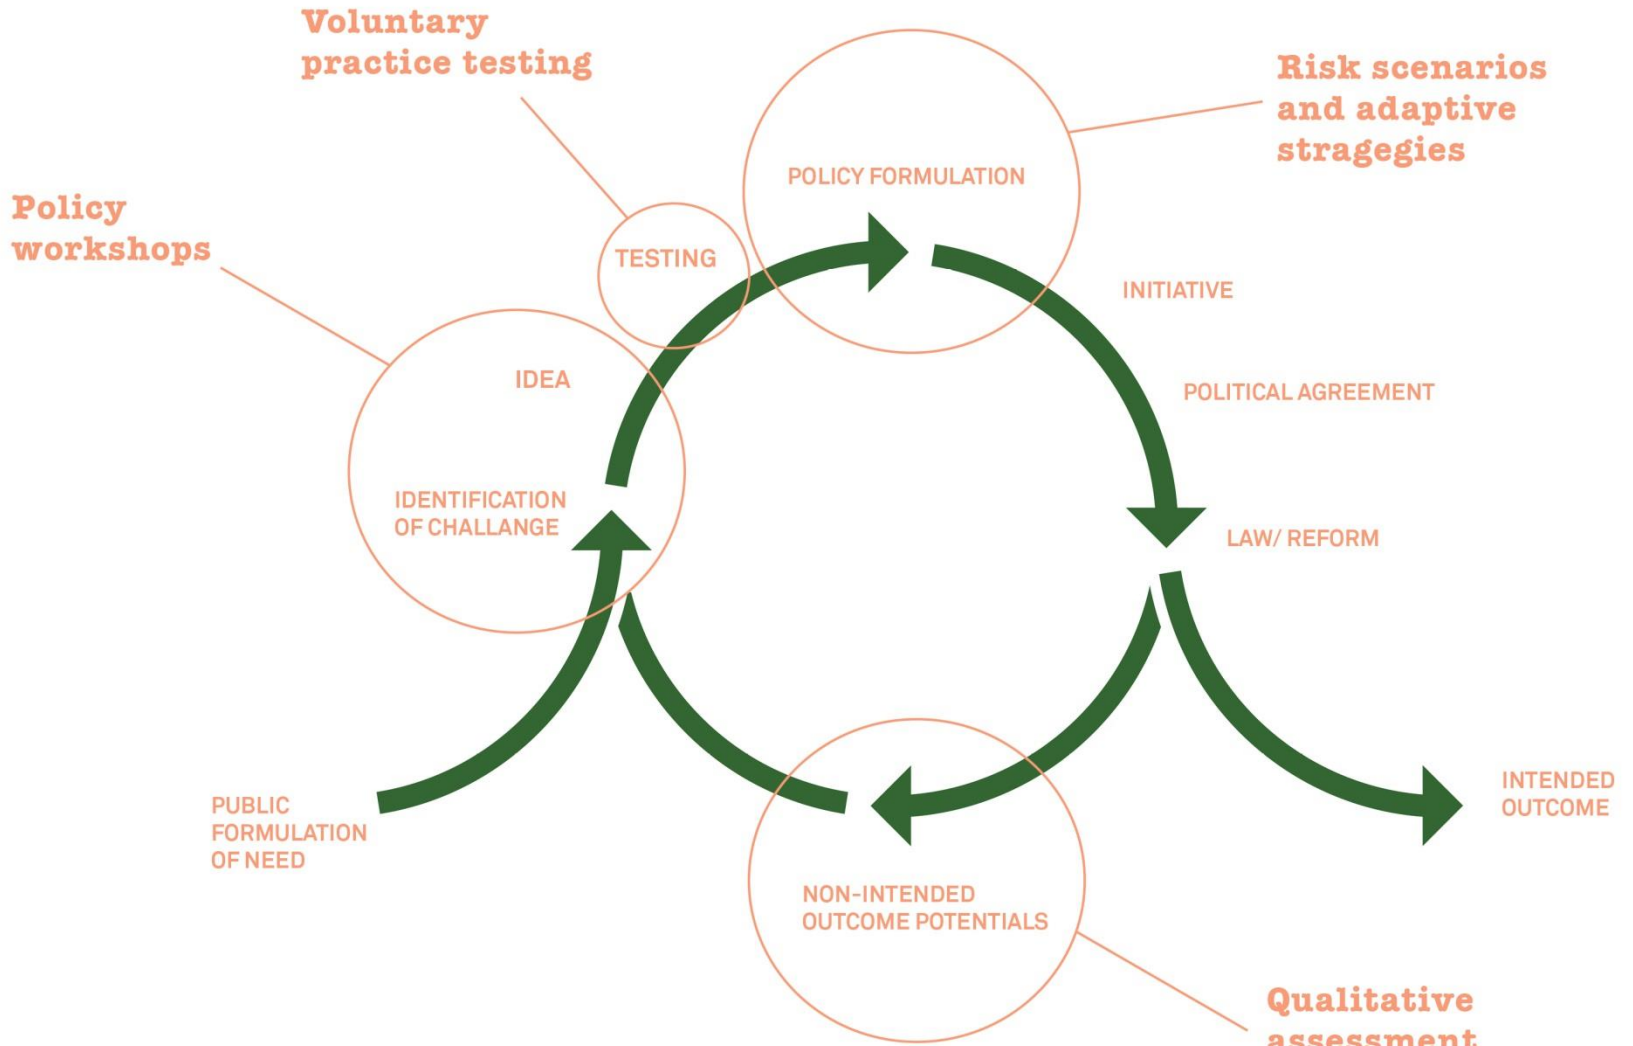 Voluntary
practice testing
Risk scenarios
and adaptive
stragegies
POLICY FORMULATION
Policy
workshops
TESTING
INITIATIVE
IDEA
POLITICAL AGREEMENT
IDENTIFICATION
OF CHALLANGE
LAW/ REFORM
PUBLIC
FORMULATION
OF NEED
INTENDED
OUTCOME
NON-INTENDED
OUTCOME POTENTIALS
Qualitative
assessment